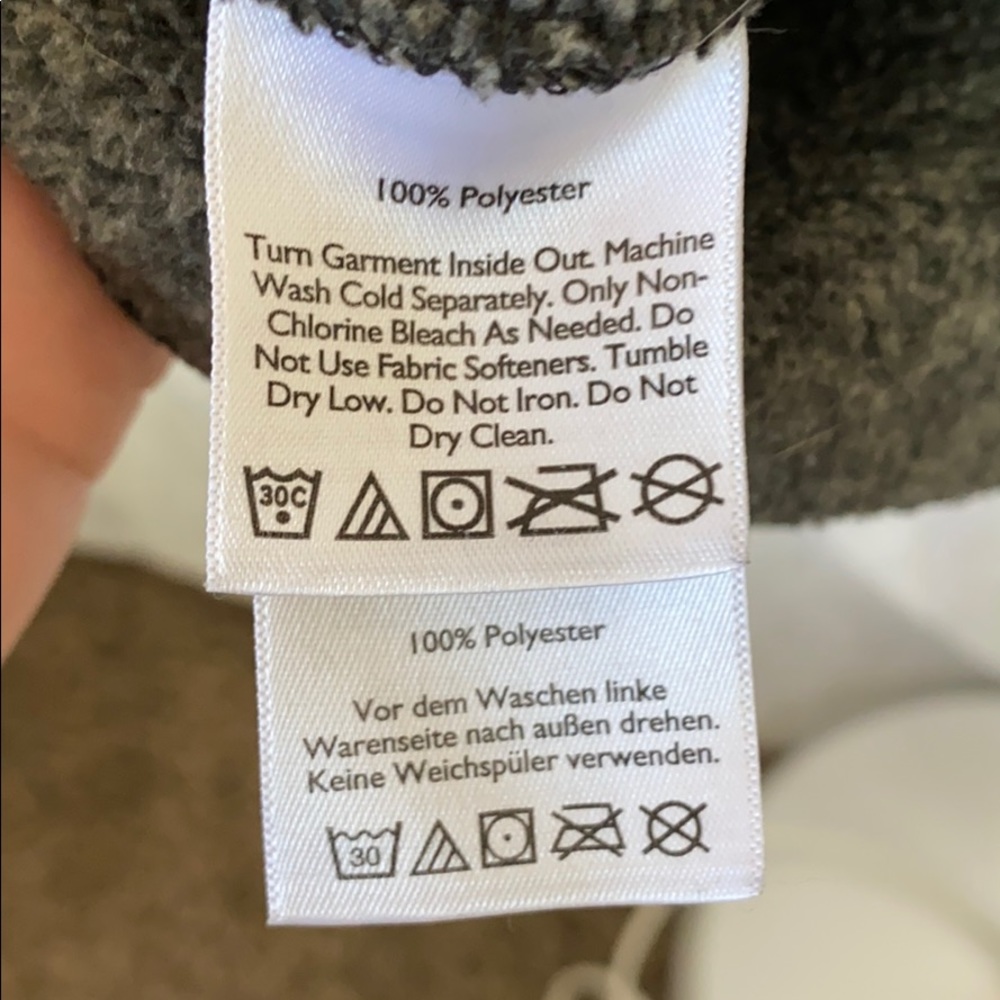 100% Polyester
Turn Garment Inside Out. Machine
Wash Cold Separately. Only Non-
Chlorine Bleach As Needed. Do
Not Use Fabric Softeners. Tumble
Dry Low. Do Not Iron. Do Not
Dry Clean.
30C
100% Polyester
Vor dem Waschen linke
Warenseite nach außen drehen.
Keine Weichspüler verwenden.
30